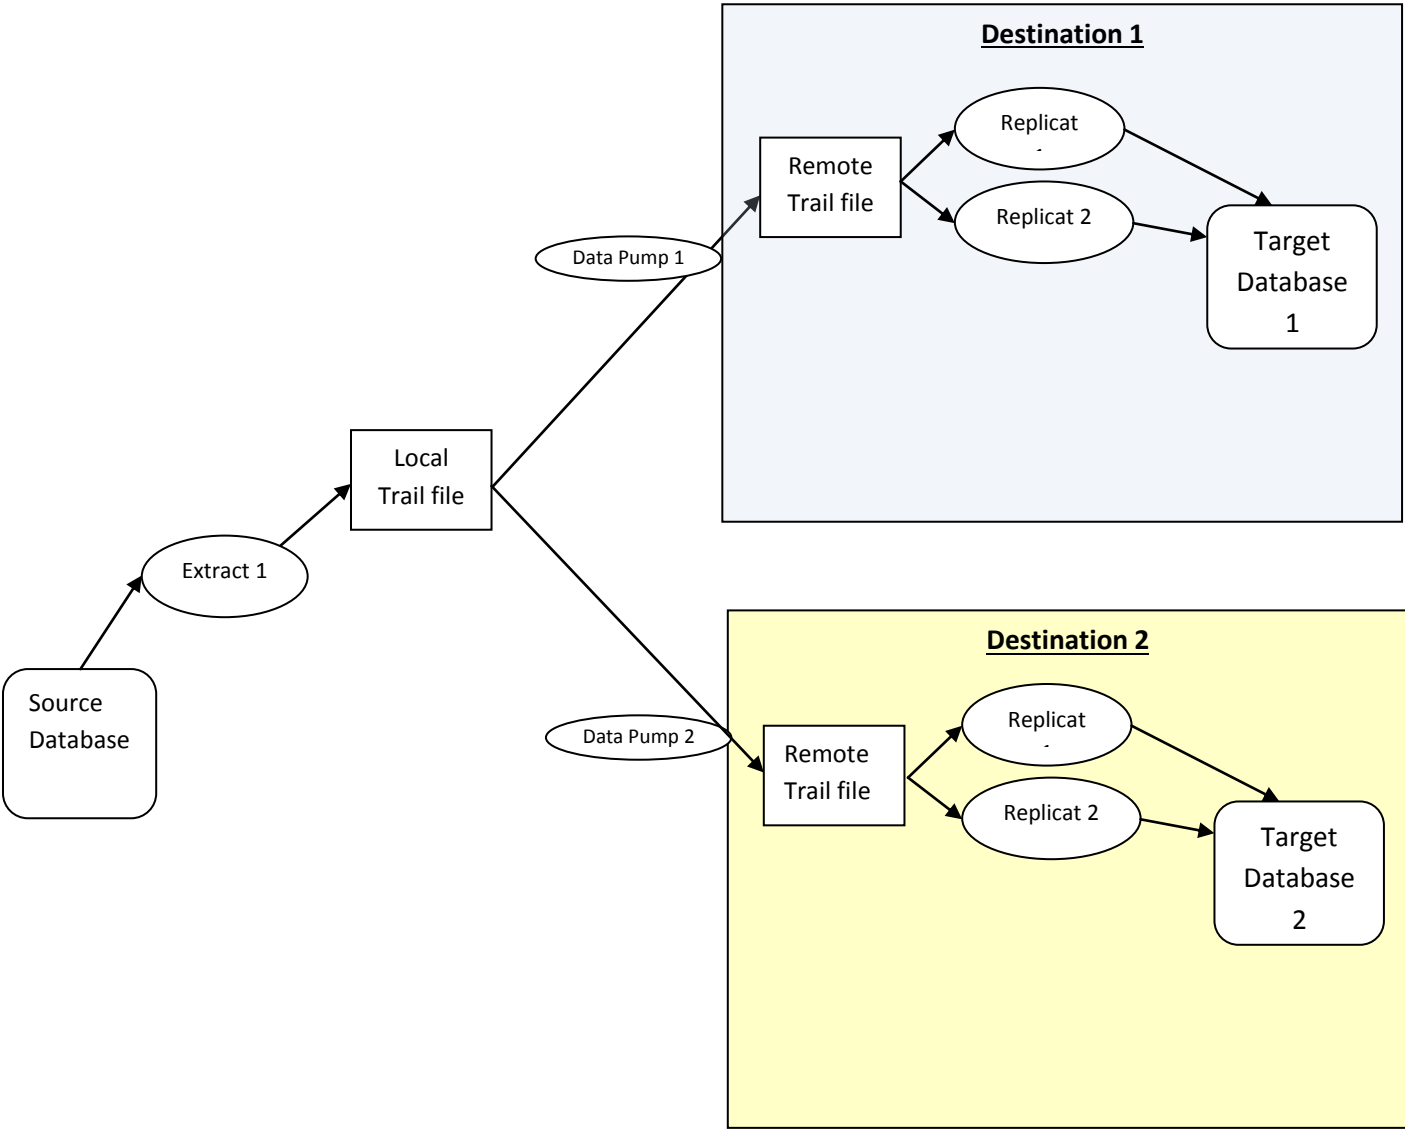 Destination 1
Replicat
Remote
Trail file
Replicat 2
Data Pump 1
Target
Database
1
Local
Trail file
Extract 1
Source
Database
Destination 2
Replicat
Data Pump 2
Remote
Trail file
Replicat 2
Target
Database
2